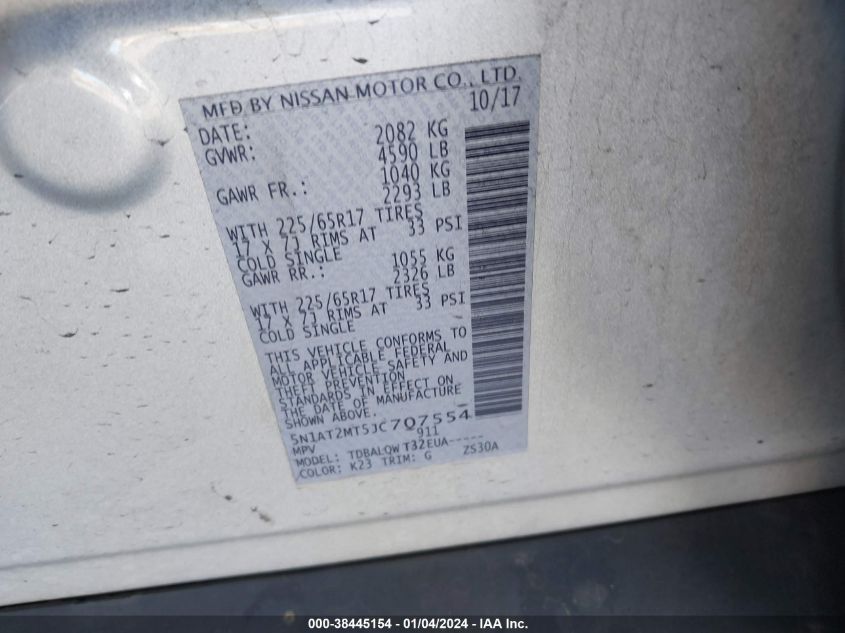 MFD BY NISSAN MOTOR CO., LTD.
DATE: 10/17
GVWR: 2082 KG
4590 LB
GAWR FR.: 1040 KG
2293 LB
WITH 225/65R17 TIRES
17 X 7J RIMS AT 33 PSI
COLD SINGLE
GAWR RR.: 1055 KG
2326 LB
WITH 225/65R17 TIRES
17 X 7J RIMS AT 33 PSI
COLD SINGLE
THIS VEHICLE CONFORMS TO
ALL APPLICABLE FEDERAL
MOTOR VEHICLE SAFETY AND
THEFT PREVENTION
STANDARDS IN EFFECT ON
THE DATE OF MANUFACTURE
SHOWN ABOVE.
5N1AT2MT5JC707554
MPV 911
MODEL: TDBALQWT32EUA-----
COLOR: K23 TRIM: G ZS30A
000-38445154 - 01/04/2024 - IAA Inc.